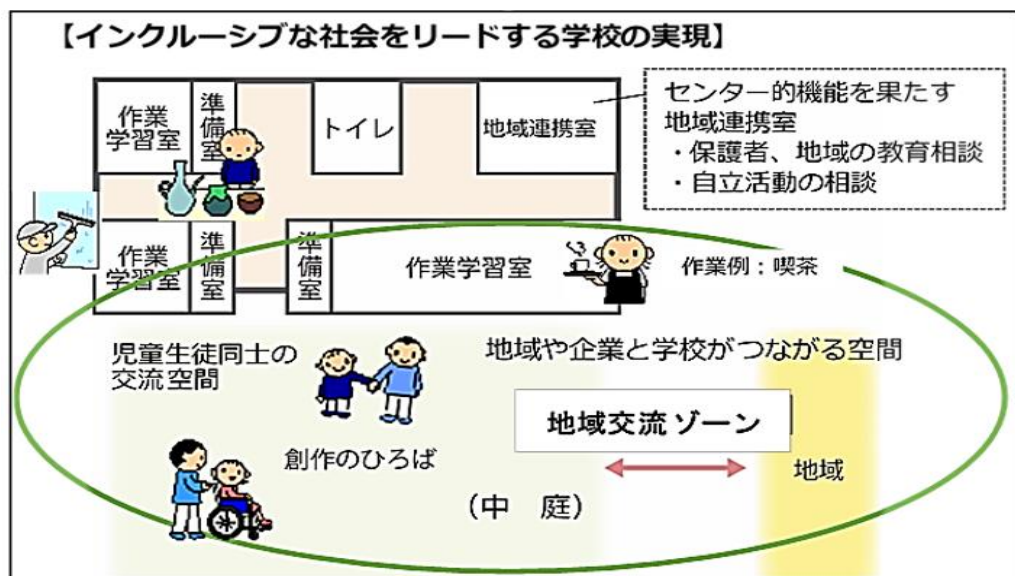 【インクルーシブな社会をリードする学校の実現】
作業
学習室
準
備
室
トイレ
地域連携室
センター的機能を果たす
地域連携室
・保護者、地域の教育相談
・自立活動の相談
作業
学習室
準
備
室
準
備
室
作業学習室
作業例：喫茶
児童生徒同士の
交流空間
地域や企業と学校がつながる空間
地域交流ゾーン
創作のひろば
地域
（中　庭）